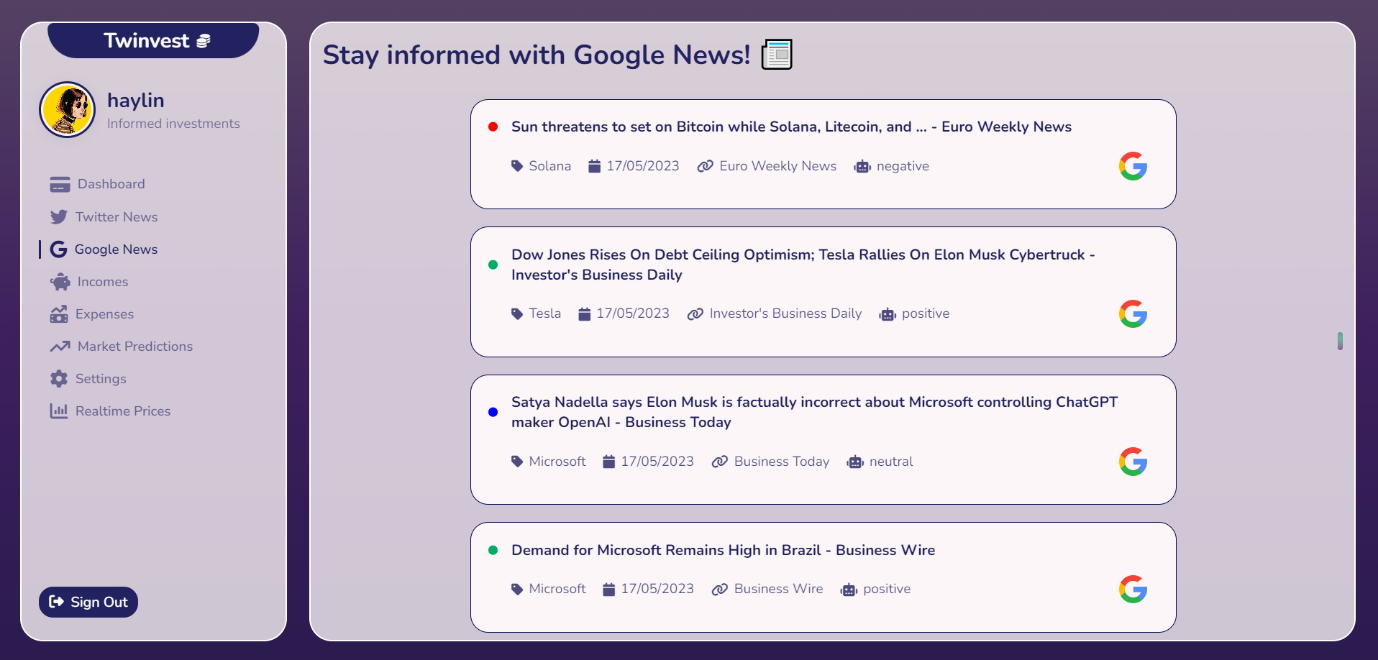 Twinvest
haylin
Informed investments
Dashboard
Twitter News
Google News
Incomes
Expenses
Market Predictions
Settings
Realtime Prices
Sign Out
Stay informed with Google News!
Sun threatens to set on Bitcoin while Solana, Litecoin, and ... - Euro Weekly News
Solana 17/05/2023 Euro Weekly News negative
Dow Jones Rises On Debt Ceiling Optimism; Tesla Rallies On Elon Musk Cybertruck -
Investor's Business Daily
Tesla 17/05/2023 Investor's Business Daily positive
Satya Nadella says Elon Musk is factually incorrect about Microsoft controlling ChatGPT
maker OpenAI - Business Today
Microsoft 17/05/2023 Business Today neutral
Demand for Microsoft Remains High in Brazil - Business Wire
Microsoft 17/05/2023 Business Wire positive